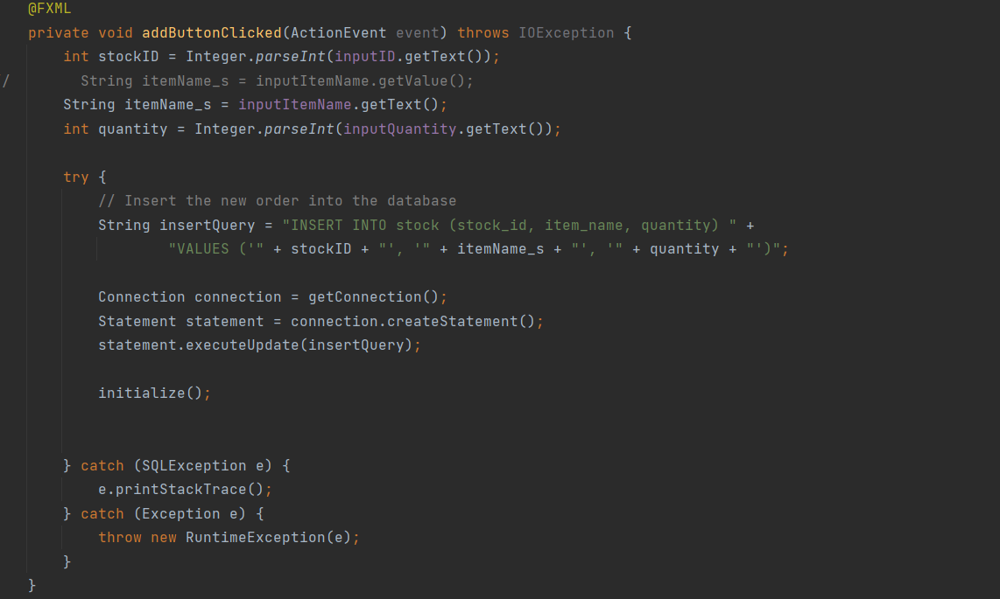 @FXML
private void addButtonClicked(ActionEvent event) throws IOException {
    int stockID = Integer.parseInt(inputID.getText());
/        String itemName_s = inputItemName.getValue();
    String itemName_s = inputItemName.getText();
    int quantity = Integer.parseInt(inputQuantity.getText());
    try {
        // Insert the new order into the database
        String insertQuery = "INSERT INTO stock (stock_id, item_name, quantity) " +
                "VALUES ('" + stockID + "', '" + itemName_s + "', '" + quantity + "')";
        Connection connection = getConnection();
        Statement statement = connection.createStatement();
        statement.executeUpdate(insertQuery);
        initialize();
    } catch (SQLException e) {
        e.printStackTrace();
    } catch (Exception e) {
        throw new RuntimeException(e);
    }
}